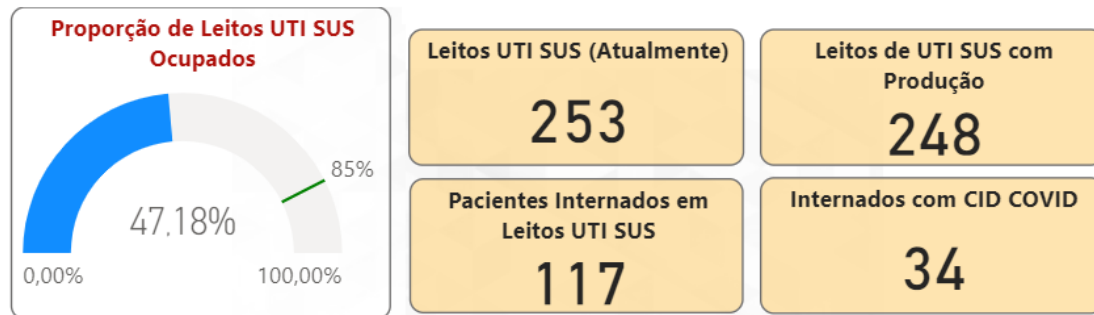 Proporção de Leitos UTI SUS
Ocupados
85%
47,18%
0,00%
100,00%
Leitos UTI SUS (Atualmente)
253
Leitos de UTI SUS com
Produção
248
Pacientes Internados em
Leitos UTI SUS
117
Internados com CID COVID
34